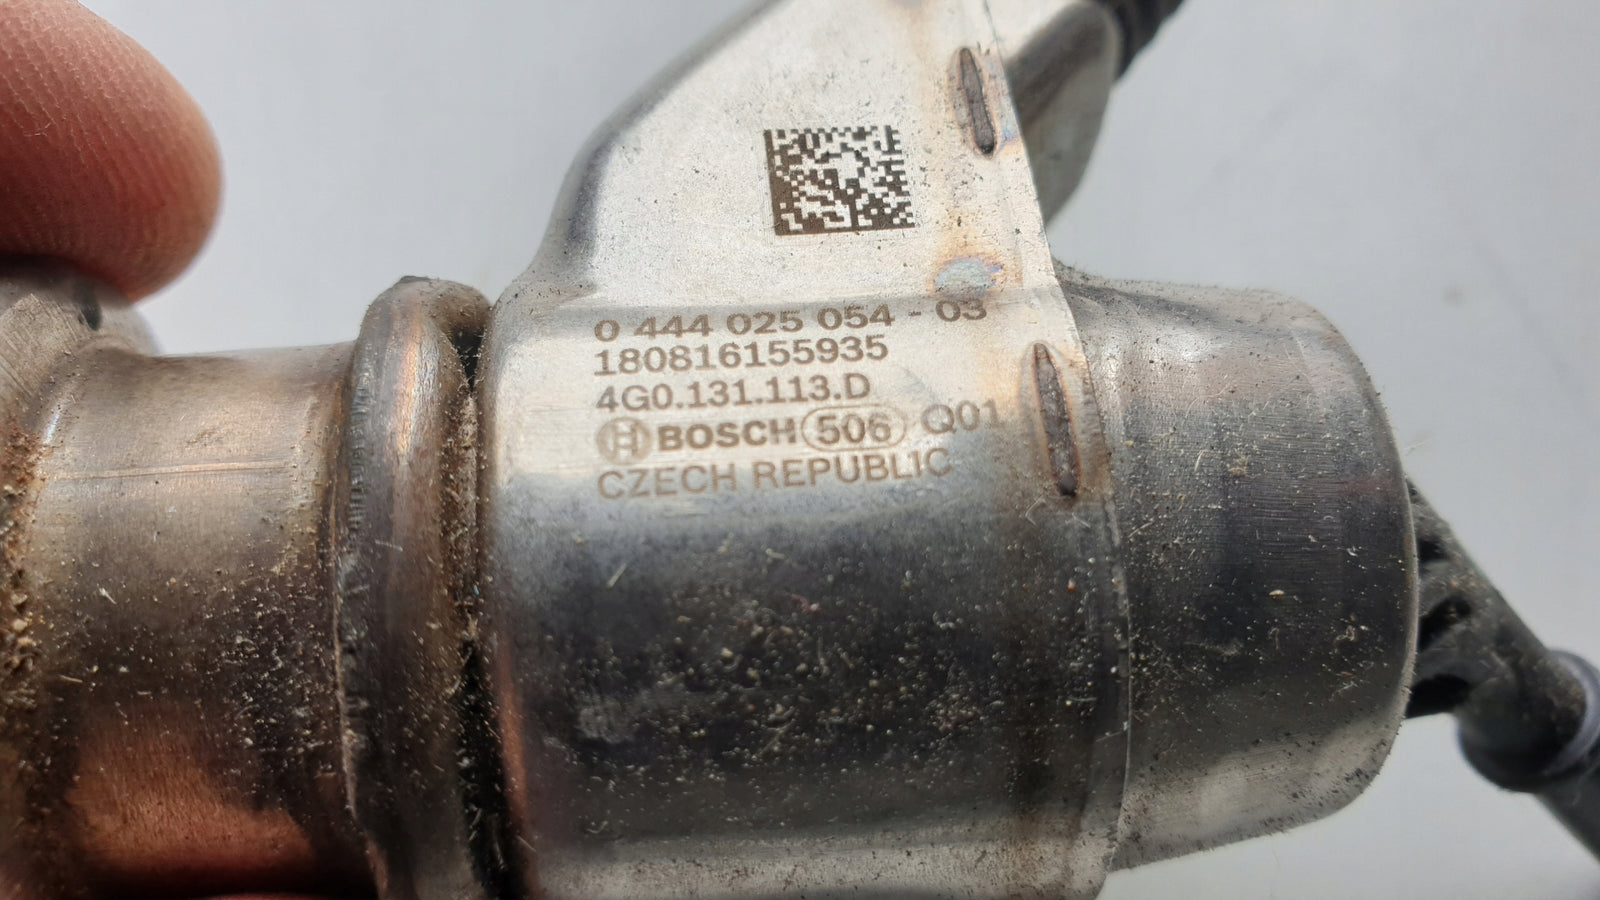 0 444 025 054 - 03
180816155935
4G0.131.113.D
BOSCH 506 Q01
CZECH REPUBLIC